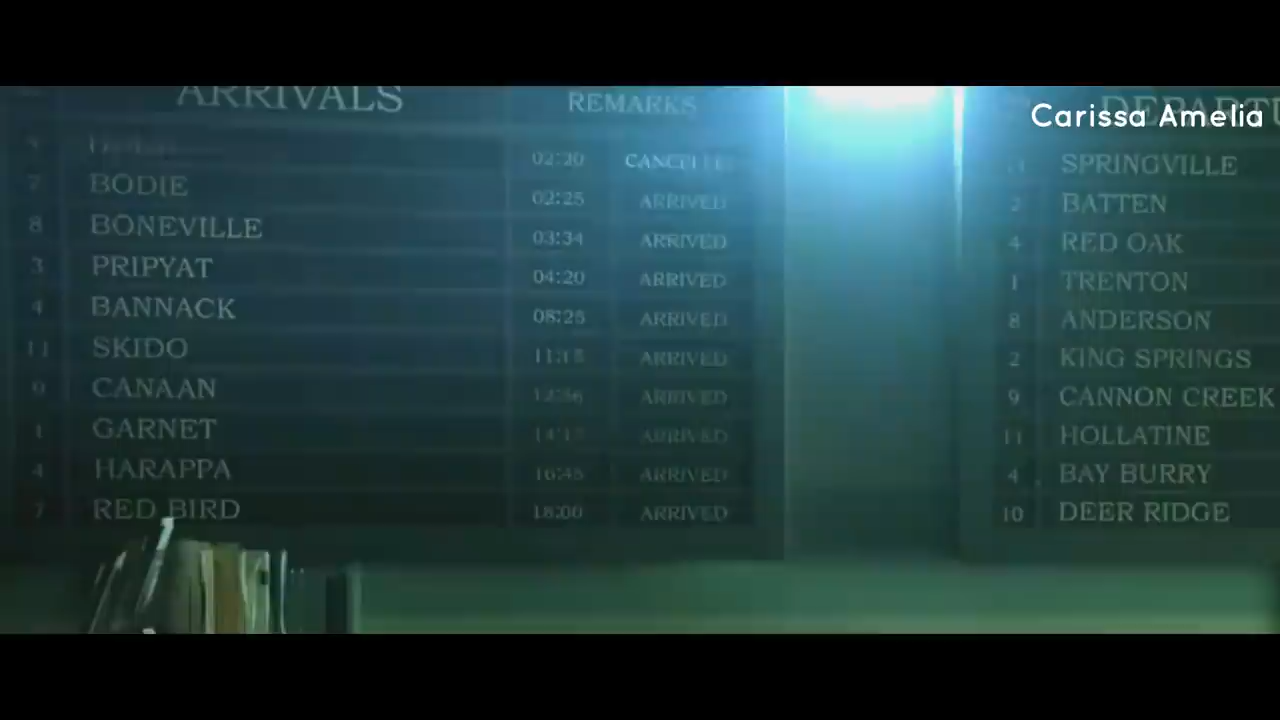 Carissa Amelia
ARRIVALS REMARKS
02:20 CANCELLED
7 BODIE 02:25 ARRIVED
8 BONEVILLE 03:34 ARRIVED
3 PRIPYAT 04:20 ARRIVED
4 BANNACK 08:25 ARRIVED
11 SKIDO ARRIVED
9 CANAAN ARRIVED
1 GARNET ARRIVED
4 HARAPPA 16:45 ARRIVED
7 RED BIRD 18:00 ARRIVED
DEPARTU
SPRINGVILLE
2 BATTEN
4 RED OAK
1 TRENTON
8 ANDERSON
2 KING SPRINGS
9 CANNON CREEK
11 HOLLATINE
4 BAY BURRY
10 DEER RIDGE